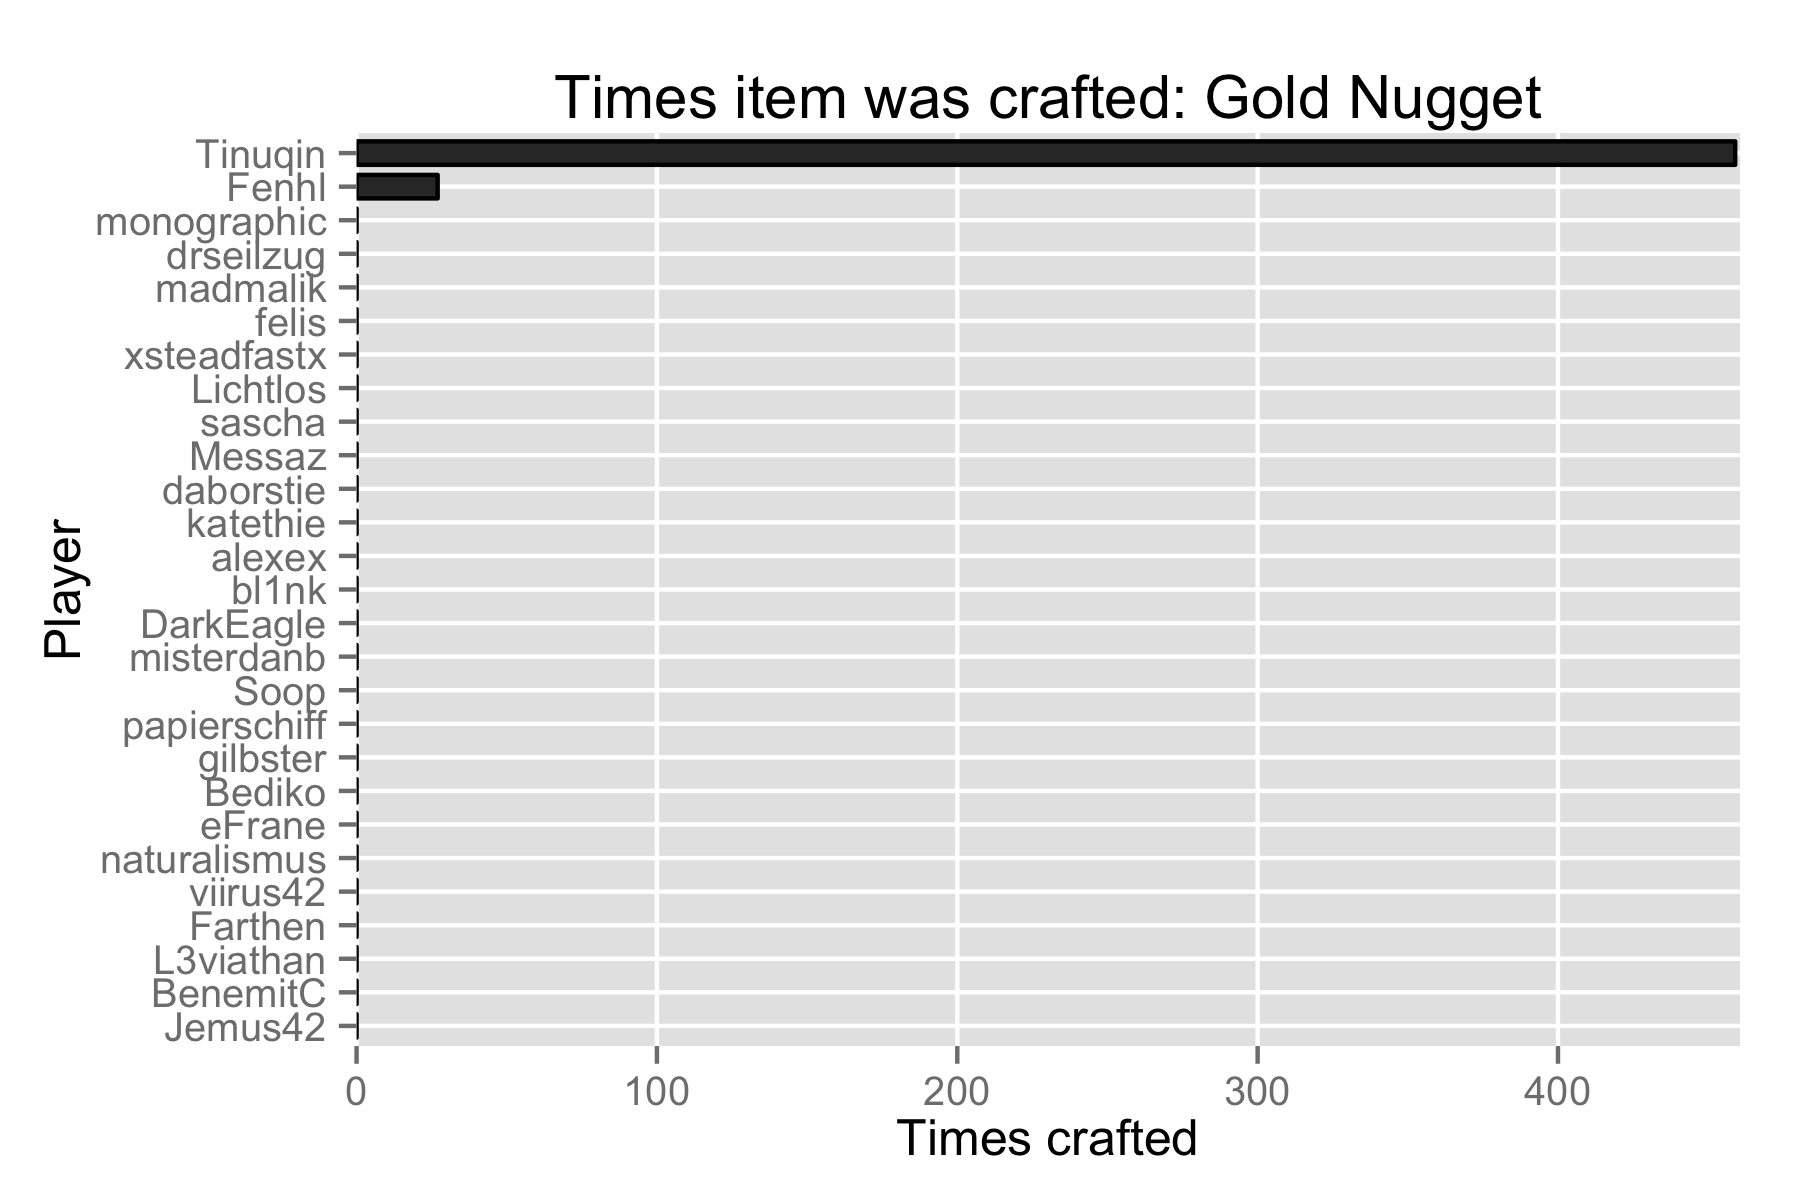 Times item was crafted: Gold Nugget
Tinuqin
Fenhl
monographic
drseilzug
madmalik
felis
xsteadfastx
Lichtlos
sascha
Messaz
daborstie
katethie
alexex
bl1nk
DarkEagle
misterdanb
Soop
papierschiff
gilbster
Bediko
eFrane
naturalismus
viirus42
Farthen
L3viathan
BenemitC
Jemus42
Player
0 100 200 300 400
Times crafted